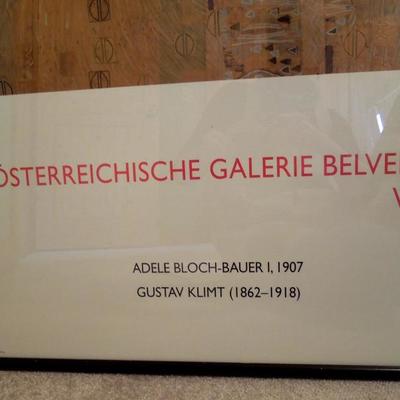 ÖSTERREICHISCHE GALERIE BELVE
ADELE BLOCH-BAUER I, 1907
GUSTAV KLIMT (1862–1918)